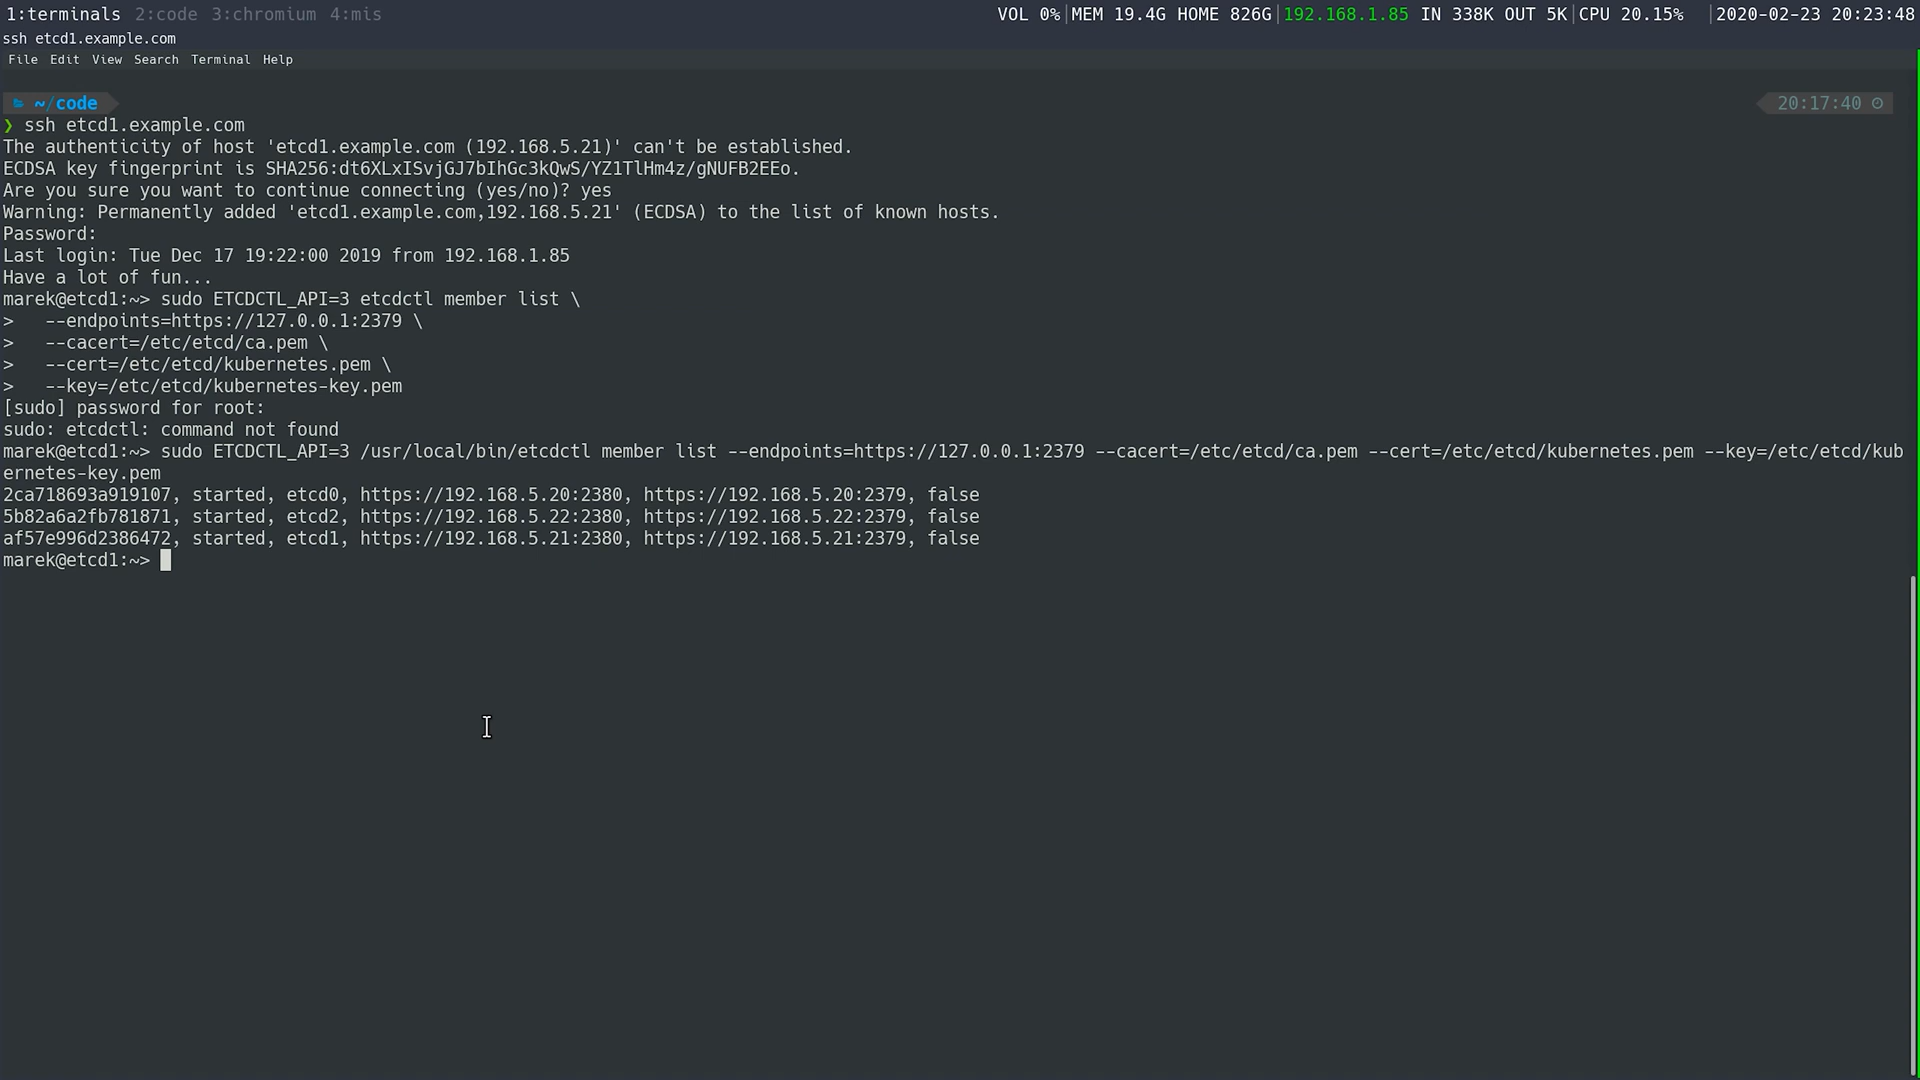 1:terminals 2:code 3:chromium 4:mis VOL 0%|MEM 19.4G HOME 826G|192.168.1.85 IN 338K OUT 5K|CPU 20.15% |2020-02-23 20:23:48
ssh etcd1.example.com
File Edit View Search Terminal Help
~/code 20:17:40
❯ ssh etcd1.example.com
The authenticity of host 'etcd1.example.com (192.168.5.21)' can't be established.
ECDSA key fingerprint is SHA256:dt6XLxISvjGJ7bIhGc3kQwS/YZ1TlHm4z/gNUFB2EEo.
Are you sure you want to continue connecting (yes/no)? yes
Warning: Permanently added 'etcd1.example.com,192.168.5.21' (ECDSA) to the list of known hosts.
Password:
Last login: Tue Dec 17 19:22:00 2019 from 192.168.1.85
Have a lot of fun...
marek@etcd1:~> sudo ETCDCTL_API=3 etcdctl member list \
>   --endpoints=https://127.0.0.1:2379 \
>   --cacert=/etc/etcd/ca.pem \
>   --cert=/etc/etcd/kubernetes.pem \
>   --key=/etc/etcd/kubernetes-key.pem
[sudo] password for root:
sudo: etcdctl: command not found
marek@etcd1:~> sudo ETCDCTL_API=3 /usr/local/bin/etcdctl member list --endpoints=https://127.0.0.1:2379 --cacert=/etc/etcd/ca.pem --cert=/etc/etcd/kubernetes.pem --key=/etc/etcd/kub
ernetes-key.pem
2ca718693a919107, started, etcd0, https://192.168.5.20:2380, https://192.168.5.20:2379, false
5b82a6a2fb781871, started, etcd2, https://192.168.5.22:2380, https://192.168.5.22:2379, false
af57e996d2386472, started, etcd1, https://192.168.5.21:2380, https://192.168.5.21:2379, false
marek@etcd1:~>